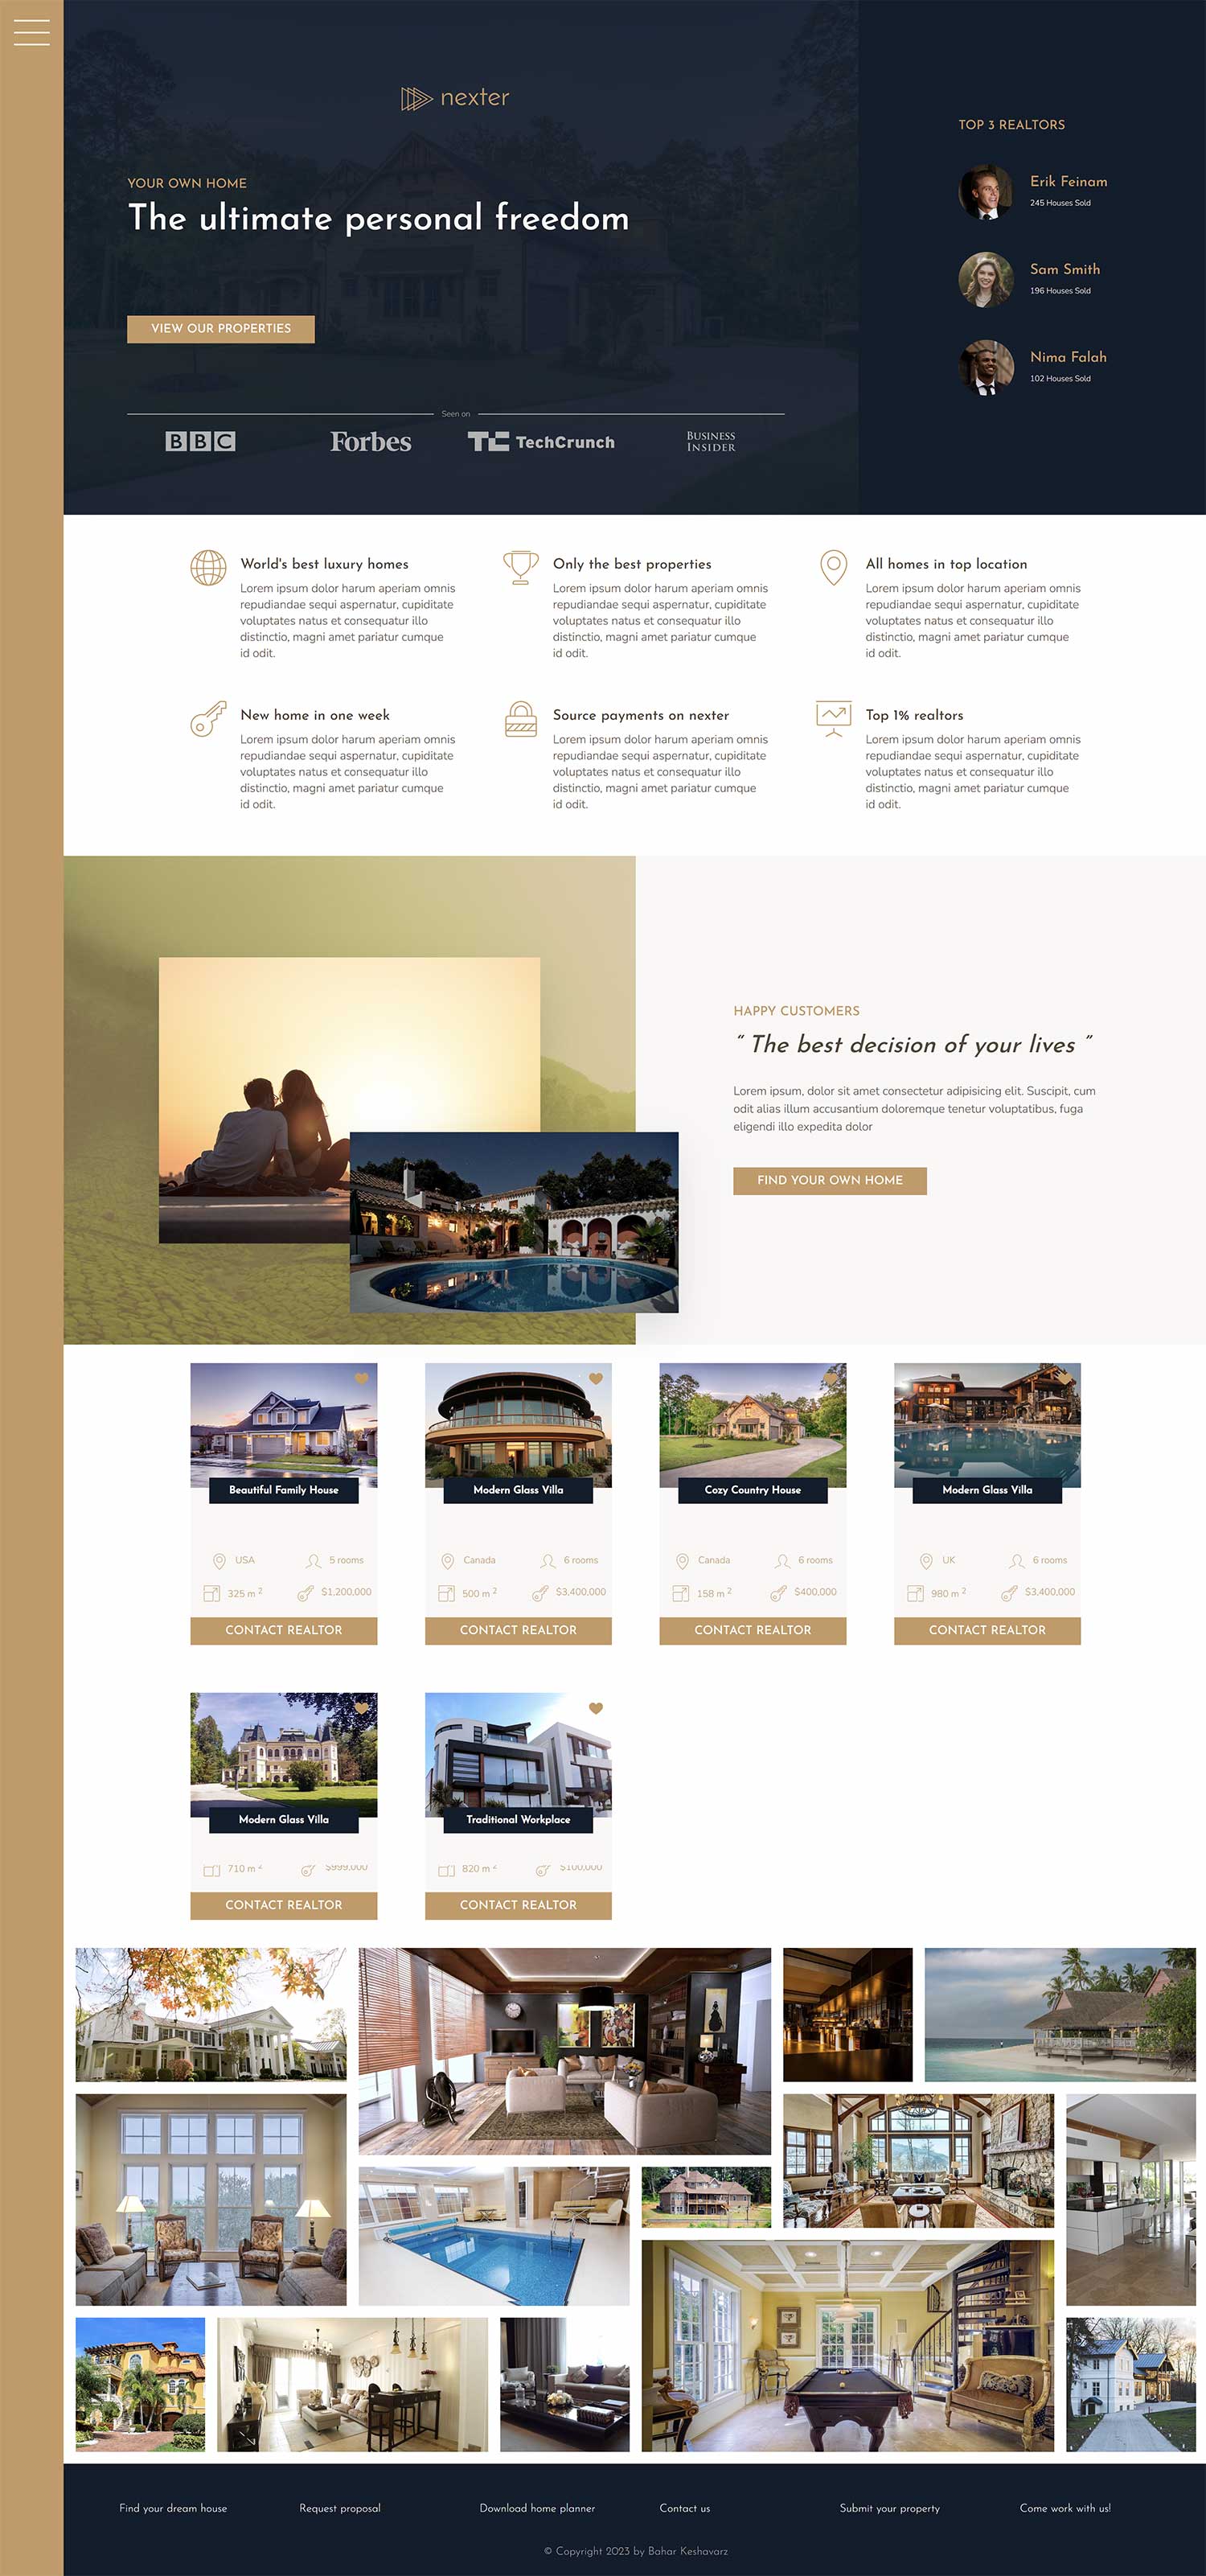 nexter
YOUR OWN HOME
The ultimate personal freedom
VIEW OUR PROPERTIES
Seen on
BBC
Forbes
TC TechCrunch
BUSINESS
INSIDER
TOP 3 REALTORS
Erik Feinam
245 Houses Sold
Sam Smith
196 Houses Sold
Nima Falah
102 Houses Sold
World's best luxury homes
Lorem ipsum dolor harum aperiam omnis
repudiandae sequi aspernatur, cupiditate
voluptates natus et consequatur illo
distinctio, magni amet pariatur cumque
id odit.
Only the best properties
Lorem ipsum dolor harum aperiam omnis
repudiandae sequi aspernatur, cupiditate
voluptates natus et consequatur illo
distinctio, magni amet pariatur cumque
id odit.
All homes in top location
Lorem ipsum dolor harum aperiam omnis
repudiandae sequi aspernatur, cupiditate
voluptates natus et consequatur illo
distinctio, magni amet pariatur cumque
id odit.
New home in one week
Lorem ipsum dolor harum aperiam omnis
repudiandae sequi aspernatur, cupiditate
voluptates natus et consequatur illo
distinctio, magni amet pariatur cumque
id odit.
Source payments on nexter
Lorem ipsum dolor harum aperiam omnis
repudiandae sequi aspernatur, cupiditate
voluptates natus et consequatur illo
distinctio, magni amet pariatur cumque
id odit.
Top 1% realtors
Lorem ipsum dolor harum aperiam omnis
repudiandae sequi aspernatur, cupiditate
voluptates natus et consequatur illo
distinctio, magni amet pariatur cumque
id odit.
HAPPY CUSTOMERS
“ The best decision of your lives ”
Lorem ipsum, dolor sit amet consectetur adipisicing elit. Suscipit, cum
odit alias illum accusantium doloremque tenetur voluptatibus, fuga
eligendi illo expedita dolor
FIND YOUR OWN HOME
Beautiful Family House
USA
5 rooms
325 m ²
$1,200,000
CONTACT REALTOR
Modern Glass Villa
Canada
6 rooms
500 m ²
$3,400,000
CONTACT REALTOR
Cozy Country House
Canada
6 rooms
158 m ²
$400,000
CONTACT REALTOR
Modern Glass Villa
UK
6 rooms
980 m ²
$3,400,000
CONTACT REALTOR
Modern Glass Villa
710 m ²
$999,000
CONTACT REALTOR
Traditional Workplace
820 m ²
$100,000
CONTACT REALTOR
Find your dream house
Request proposal
Download home planner
Contact us
Submit your property
Come work with us!
© Copyright 2023 by Bahar Keshavarz